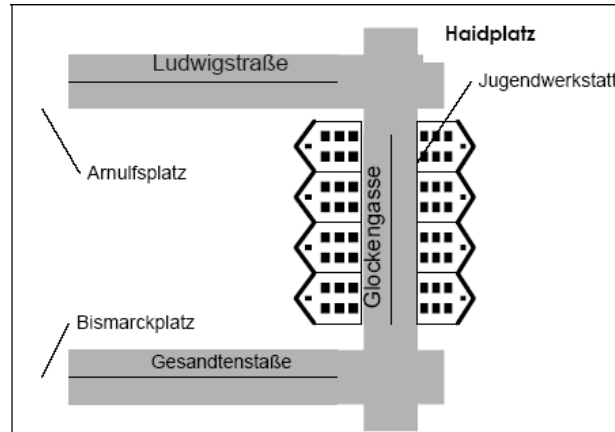 Haidplatz
Ludwigstraße
Jugendwerkstatt
Arnulfsplatz
Glockengasse
Bismarckplatz
Gesandtenstaße